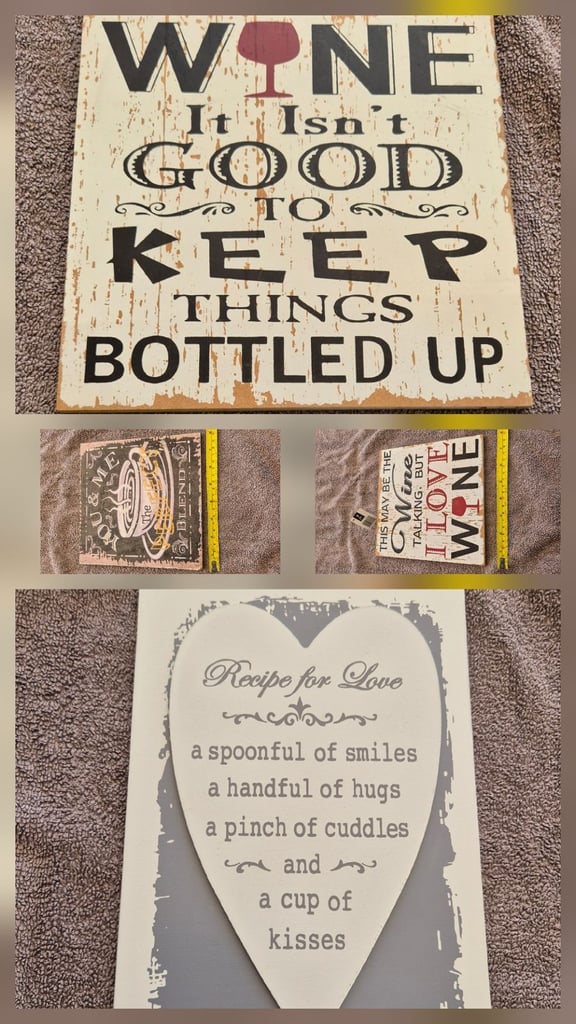 WINE
It Isn't
GOOD
TO
KEEP
THINGS
BOTTLED UP
YOU & ME
The
BLEND
THIS MAY BE THE
Wine
TALKING, BUT
I LOVE
WINE
Recipe for Love
a spoonful of smiles
a handful of hugs
a pinch of cuddles
and
a cup of
kisses